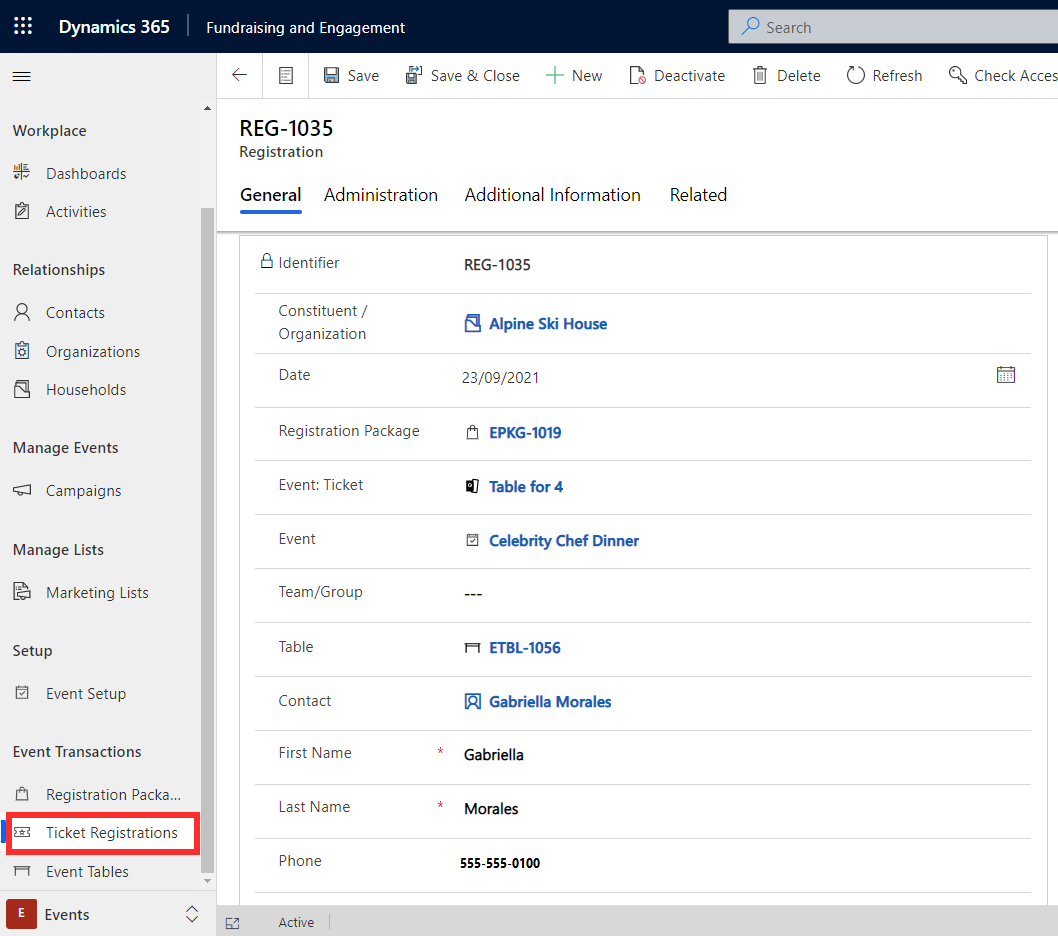 Dynamics 365
Fundraising and Engagement
Search
Save
Save & Close
New
Deactivate
Delete
Refresh
Check Acces
REG-1035
Registration
General
Administration
Additional Information
Related
Workplace
Dashboards
Activities
Relationships
Contacts
Organizations
Households
Manage Events
Campaigns
Manage Lists
Marketing Lists
Setup
Event Setup
Event Transactions
Registration Packa...
Ticket Registrations
Event Tables
E
Events
Identifier
REG-1035
Constituent /
Organization
Alpine Ski House
Date
23/09/2021
Registration Package
EPKG-1019
Event: Ticket
Table for 4
Event
Celebrity Chef Dinner
Team/Group
---
Table
ETBL-1056
Contact
Gabriella Morales
First Name
*
Gabriella
Last Name
*
Morales
Phone
555-555-0100
Active